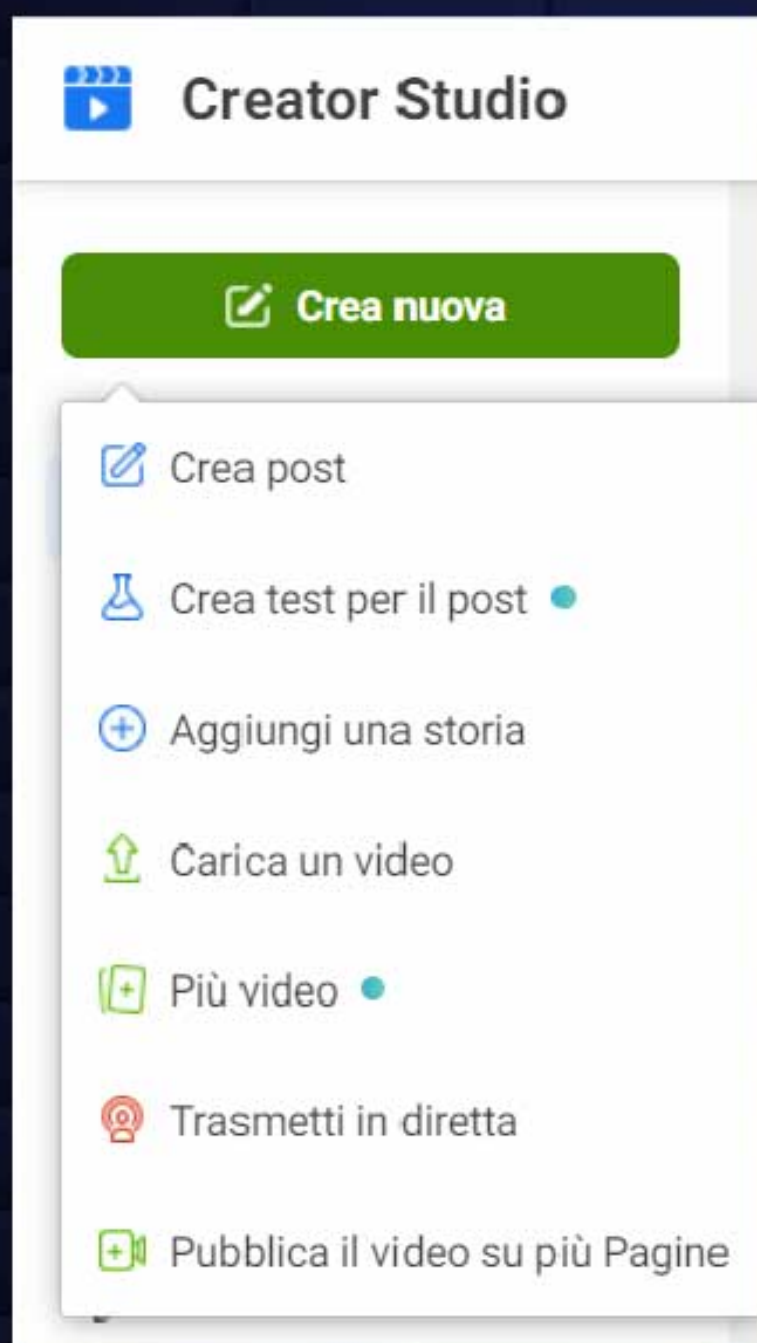 Creator Studio
Crea nuova
Crea post
Crea test per il post
Aggiungi una storia
Carica un video
Più video
Trasmetti in diretta
Pubblica il video su più Pagine